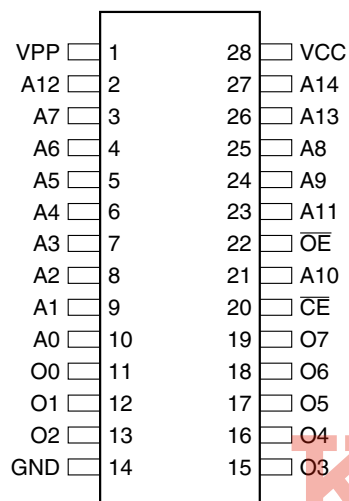 VPP 1 28 VCC
A12 2 27 A14
A7 3 26 A13
A6 4 25 A8
A5 5 24 A9
A4 6 23 A11
A3 7 22 O̅E̅
A2 8 21 A10
A1 9 20 C̅E̅
A0 10 19 O7
O0 11 18 O6
O1 12 17 O5
O2 13 16 O4
GND 14 15 O3